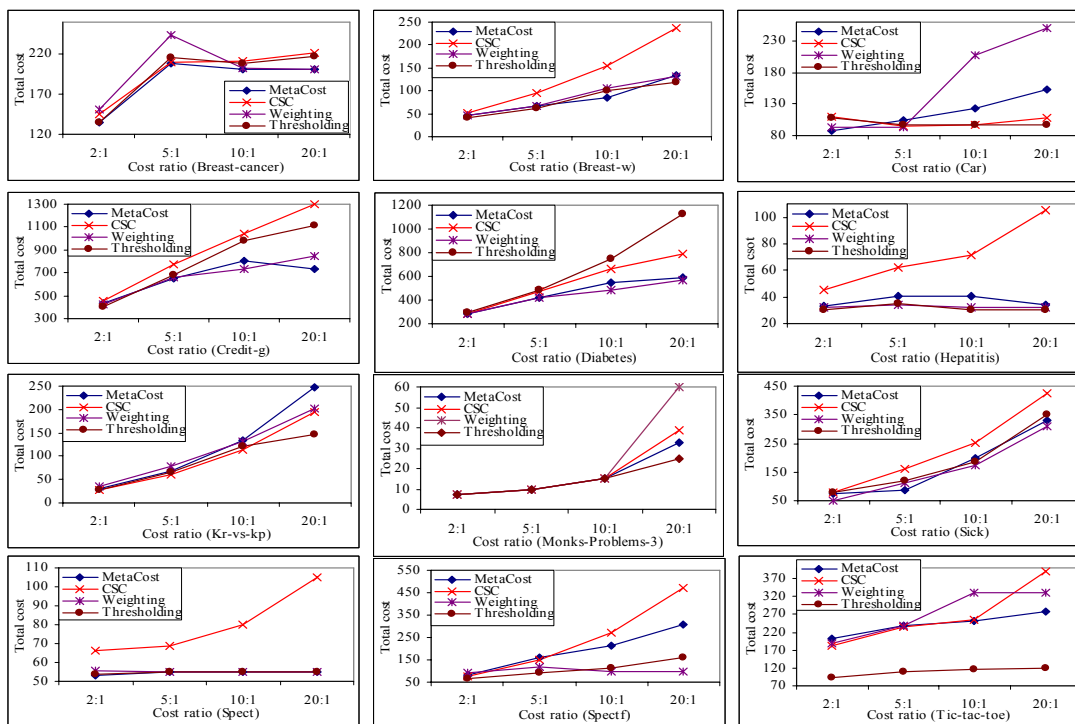 Total cost
220
170
120
MetaCost
CSC
Weighting
Thresholding
2:1 5:1 10:1 20:1
Cost ratio (Breast-cancer)
Total cost
250
200
150
100
50
0
MetaCost
CSC
Weighting
Thresholding
2:1 5:1 10:1 20:1
Cost ratio (Breast-w)
Total cost
230
180
130
80
MetaCost
CSC
Weighting
Thresholding
2:1 5:1 10:1 20:1
Cost ratio (Car)
Total cost
1300
1100
900
700
500
300
MetaCost
CSC
Weighting
Thresholding
2:1 5:1 10:1 20:1
Cost ratio (Credit-g)
Total cost
1200
1000
800
600
400
200
MetaCost
CSC
Weighting
Thresholding
2:1 5:1 10:1 20:1
Cost ratio (Diabetes)
Total csot
100
80
60
40
20
MetaCost
CSC
Weighting
Thesholding
2:1 5:1 10:1 20:1
Cost ratio (Hepatitis)
Total cost
250
200
150
100
50
0
MetaCost
CSC
Weighting
Thresholding
2:1 5:1 10:1 20:1
Cost ratio (Kr-vs-kp)
Total cost
60
50
40
30
20
10
0
MetaCost
CSC
Weighting
Thresholding
2:1 5:1 10:1 20:1
Cost ratio (Monks-Problems-3)
Total cost
450
350
250
150
50
MetaCost
CSC
Weighting
Thresholding
2:1 5:1 10:1 20:1
Cost ratio (Sick)
Total cost
110
100
90
80
70
60
50
MetaCost
CSC
Weighting
Thresholding
2:1 5:1 10:1 20:1
Cost ratio (Spect)
Total cost
550
450
350
250
150
50
MetaCost
CSC
Weighting
Thresholding
2:1 5:1 10:1 20:1
Cost ratio (Spectf)
Total cost
370
320
270
220
170
120
70
MetaCost
CSC
Weighting
Thresholding
2:1 5:1 10:1 20:1
Cost ratio (Tic-tac-toe)